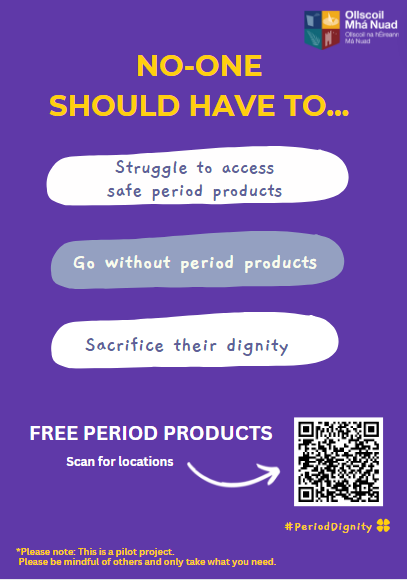 Ollscoil
Mhá Nuad
Ollscoil na hÉireann
Má Nuad
NO-ONE
SHOULD HAVE TO...
Struggle to access
safe period products
Go without period products
Sacrifice their dignity
FREE PERIOD PRODUCTS
Scan for locations
#PeriodDignity
*Please note: This is a pilot project.
Please be mindful of others and only take what you need.